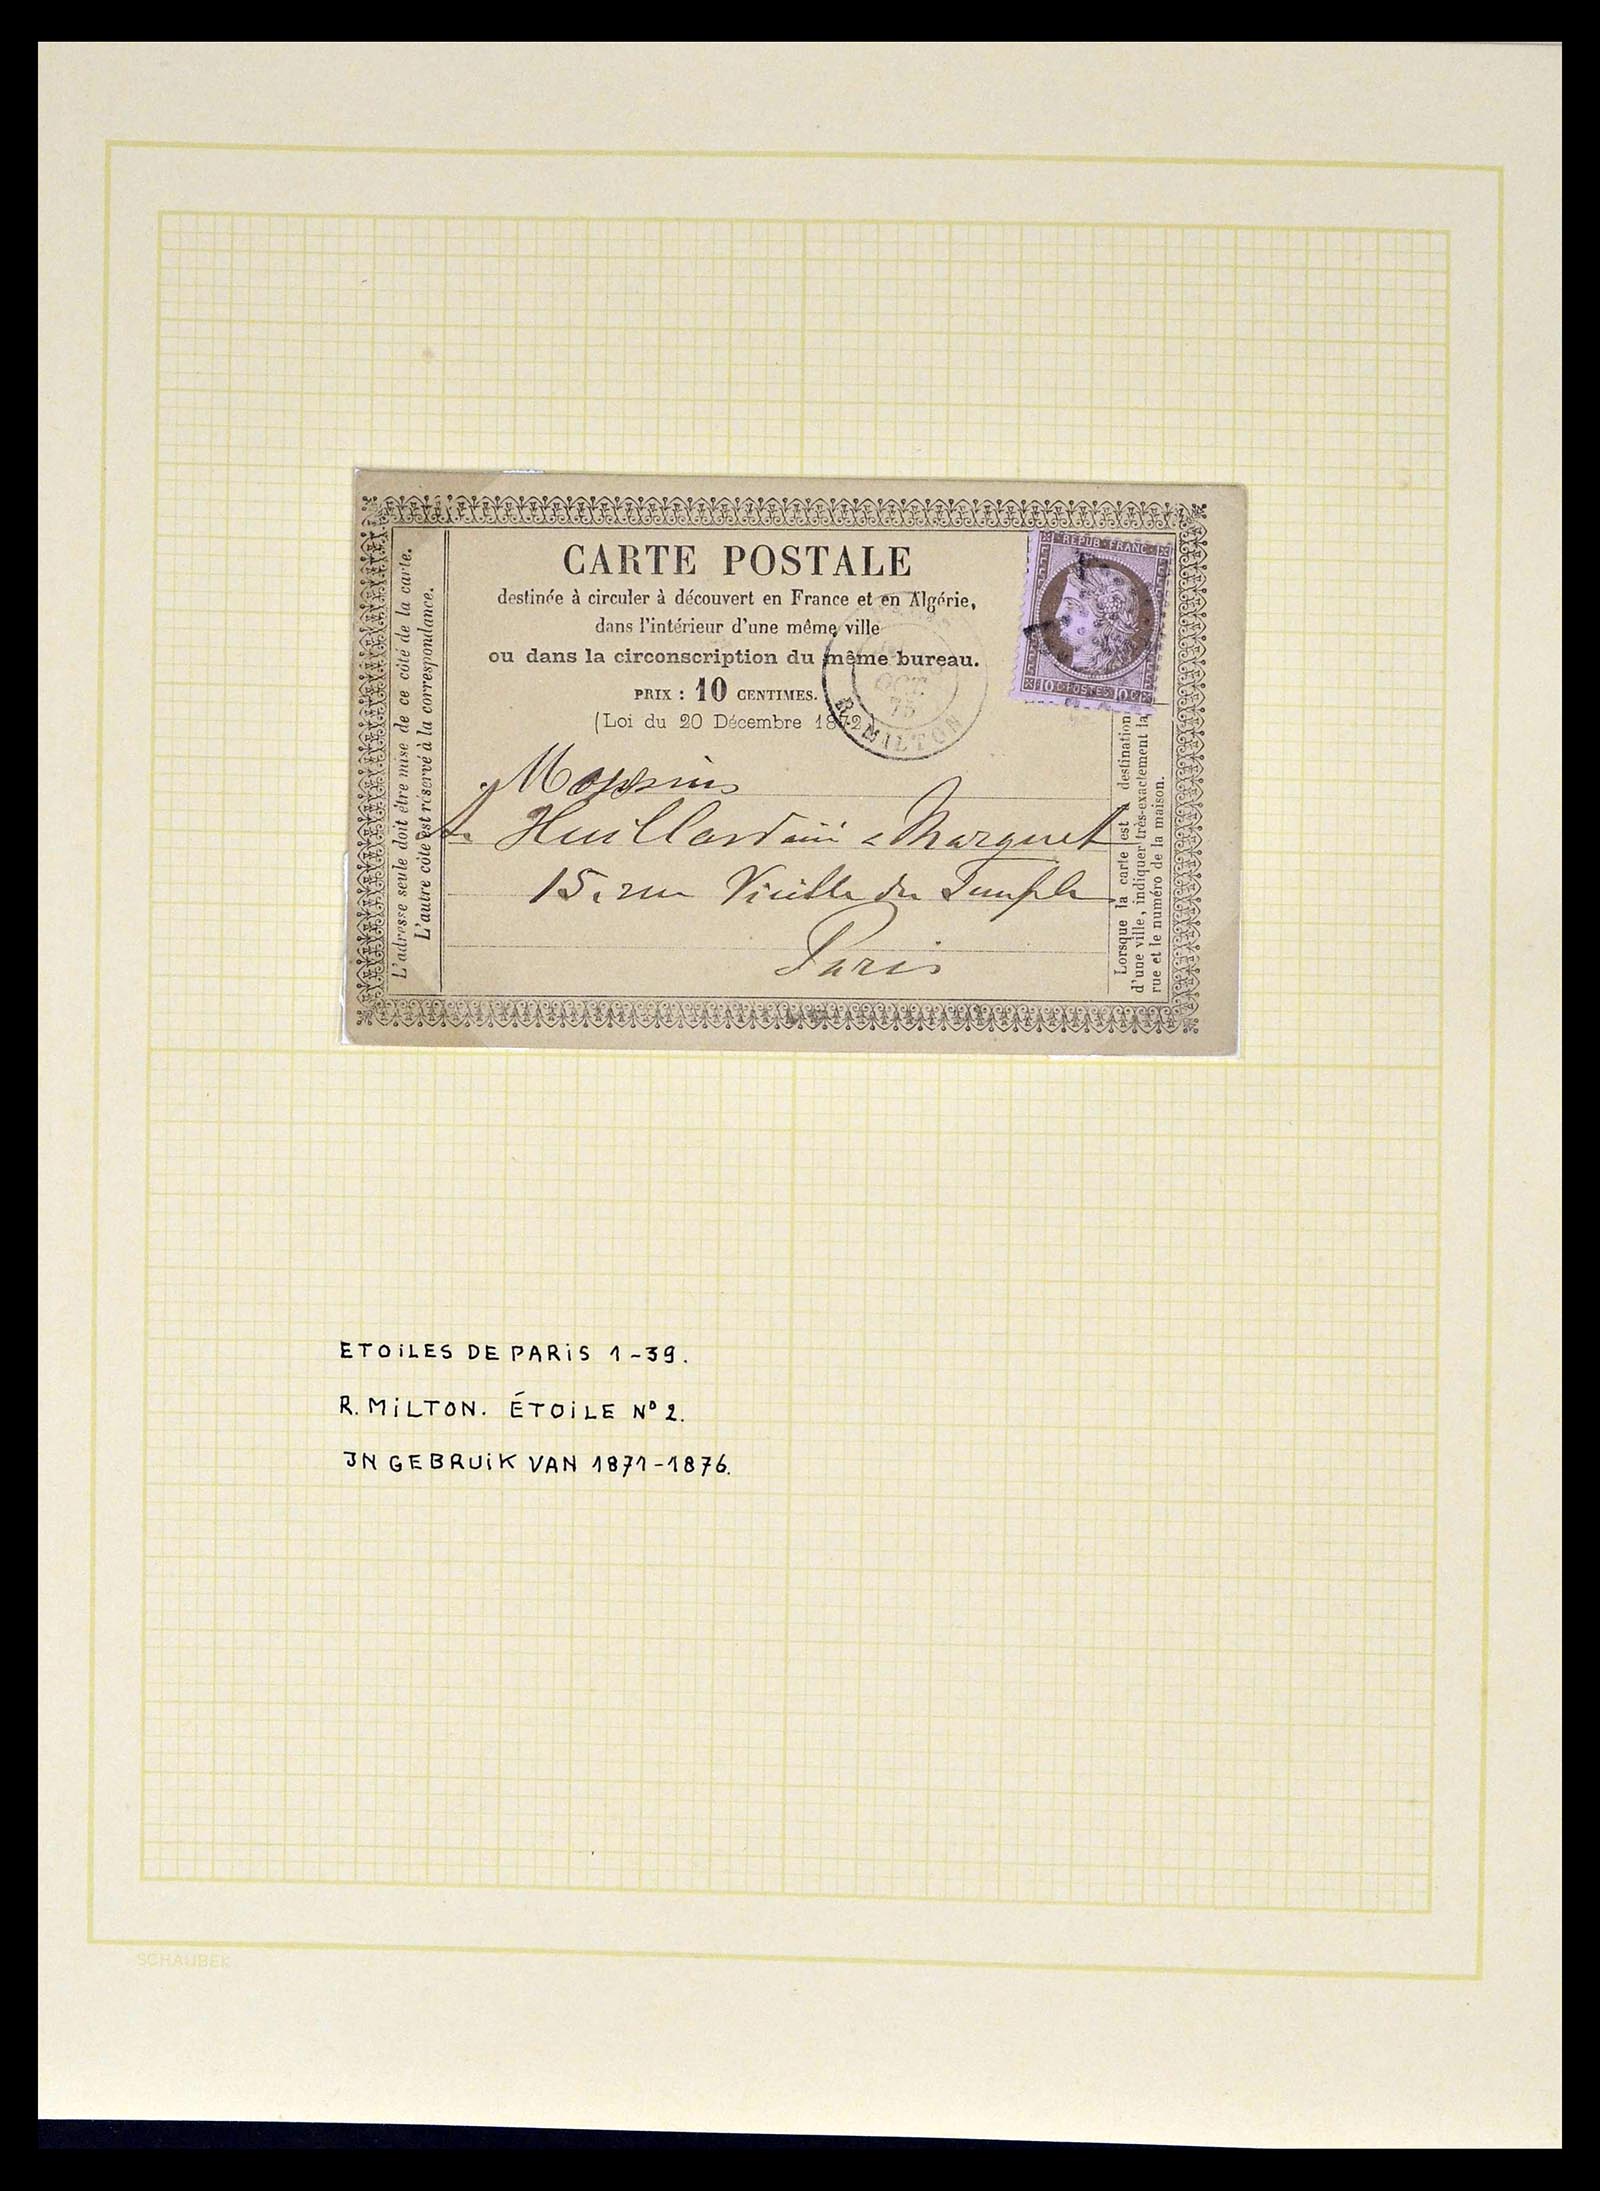 CARTE POSTALE
destinée à circuler à découvert en France et en Algérie,
dans l'intérieur d'une même ville
ou dans la circonscription du même bureau.
PRIX : 10 CENTIMES.
(Loi du 20 Décembre 1872)
L'adresse seule doit être mise de ce côté de la carte.
L'autre côté est réservé à la correspondance.
REPUB FRANC
10 C POSTES 10 C
OCT
75
R. MILTON
Lorsque la carte est à destination
d'une ville, indiquer très-exactement la
rue et le numéro de la maison.
Messieurs
15, rue Vieille du Temple
Paris
ETOILES DE PARIS 1-39.
R. MILTON. ÉTOILE Nº 2.
IN GEBRUIK VAN 1871-1876.
SCHAUBEK